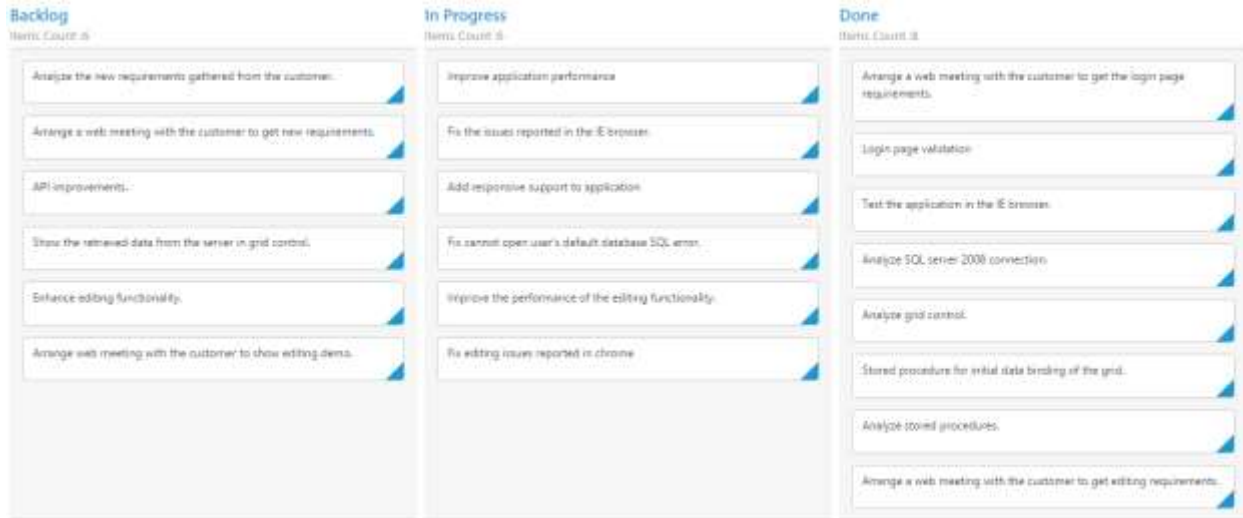 Backlog
Items Count :6
Analyze the new requirements gathered from the customer.
Arrange a web meeting with the customer to get new requirements.
API improvements.
Show the retrieved data from the server in grid control.
Enhance editing functionality.
Arrange web meeting with the customer to show editing demo.
In Progress
Items Count :6
Improve application performance
Fix the issues reported in the IE browser.
Add responsive support to application
Fix cannot open user's default database SQL error.
Improve the performance of the editing functionality.
Fix editing issues reported in chrome
Done
Items Count :8
Arrange a web meeting with the customer to get the login page
requirements.
Login page validation
Test the application in the IE browser.
Analyze SQL server 2008 connection
Analyze grid control.
Stored procedure for initial data binding of the grid.
Analyze stored procedures.
Arrange a web meeting with the customer to get editing requirements.